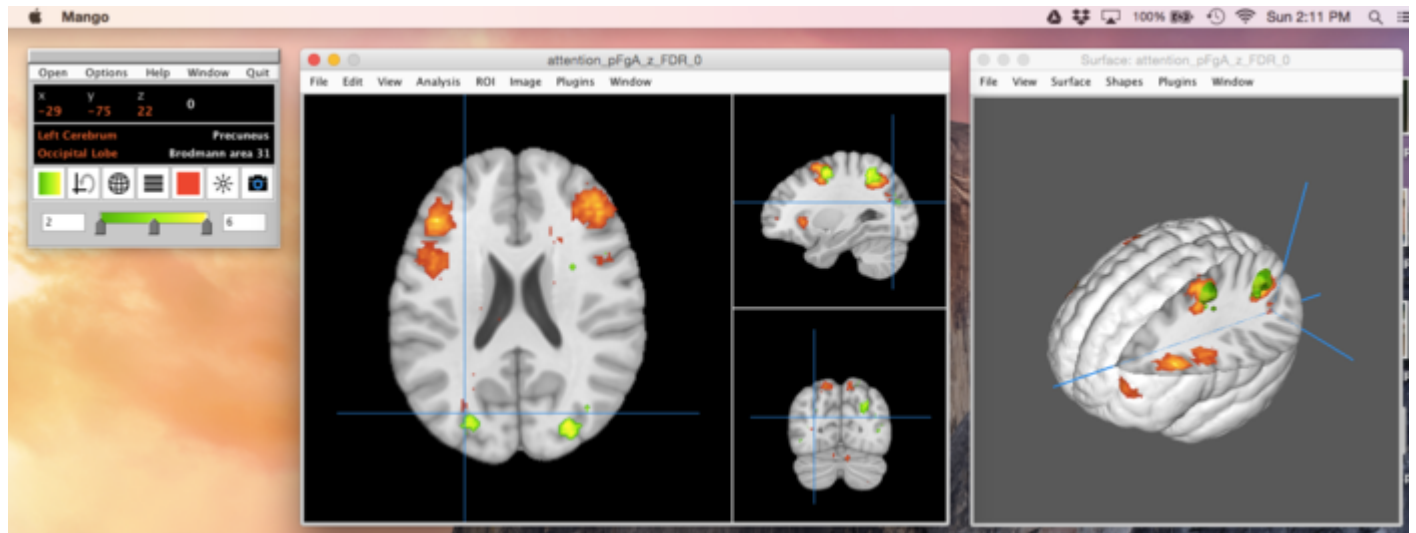 Mango
100%
Sun 2:11 PM
Open Options Help Window Quit
x y z
-29 -75 22 0
Left Cerebrum Precuneus
Occipital Lobe Brodmann area 31
2 6
attention_pFgA_z_FDR_0
File Edit View Analysis ROI Image Plugins Window
Surface: attention_pFgA_z_FDR_0
File View Surface Shapes Plugins Window